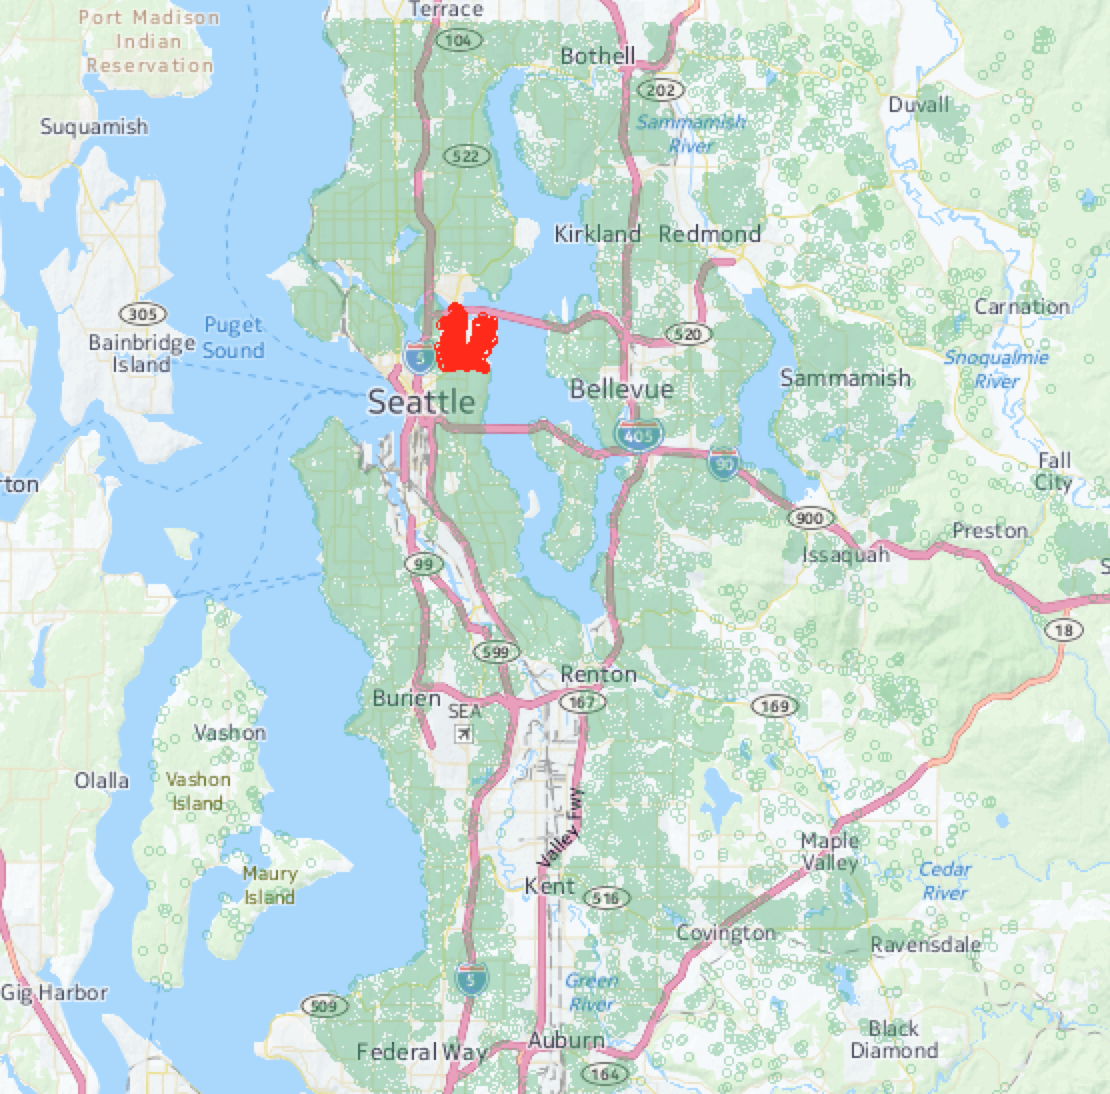 Terrace
Port Madison
Indian
Reservation
104
Bothell
202
Duvall
Suquamish
Sammamish
River
522
Kirkland
Redmond
305
Puget
Sound
Bainbridge
Island
Carnation
520
Snoqualmie
River
5
Sammamish
Bellevue
Seattle
405
90
Fall
City
rton
900
Preston
Issaquah
99
S
18
599
Renton
Burien
SEA
167
169
Vashon
Olalla
Vashon
Island
Valley Fwy
Maple
Valley
Maury
Island
Cedar
River
Kent
516
Covington
Ravensdale
5
Green
River
Gig Harbor
509
Black
Diamond
Federal Way
Auburn
164